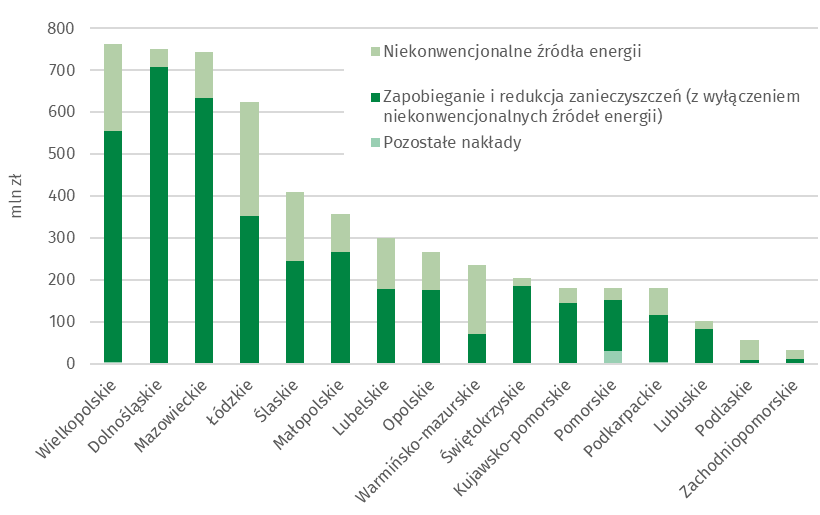 800
700
600
500
400
300
200
100
0
mln zł
Niekonwencjonalne źródła energii
Zapobieganie i redukcja zanieczyszczeń (z wyłączeniem
niekonwencjonalnych źródeł energii)
Pozostałe nakłady
Wielkopolskie
Dolnośląskie
Mazowieckie
Łódzkie
Ślaskie
Małopolskie
Lubelskie
Opolskie
Warmińsko-mazurskie
Świętokrzyskie
Kujawsko-pomorskie
Pomorskie
Podkarpackie
Lubuskie
Podlaskie
Zachodniopomorskie